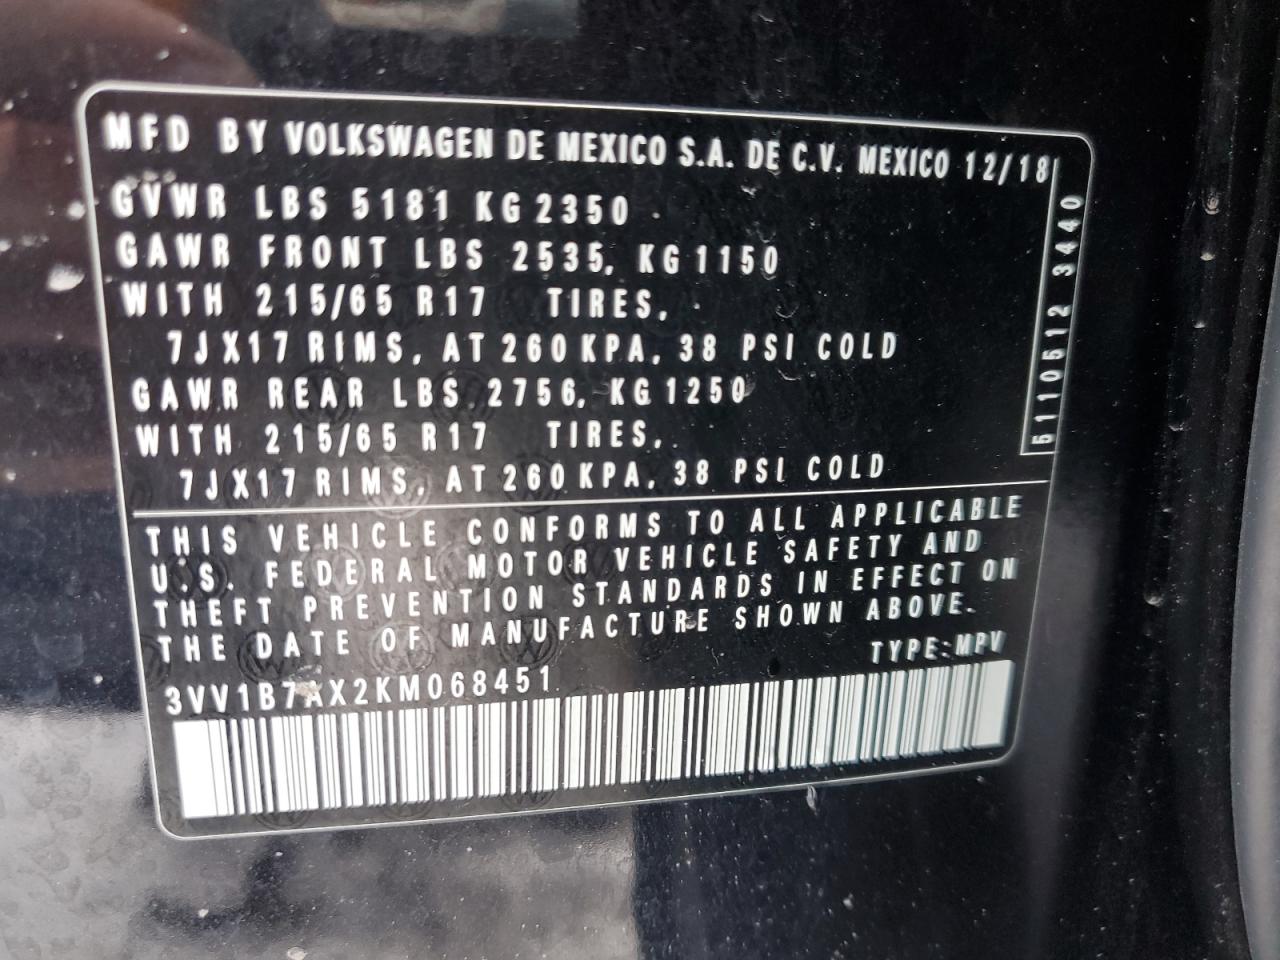 MFD BY VOLKSWAGEN DE MEXICO S.A. DE C.V. MEXICO 12/18
GVWR LBS 5181 KG 2350
GAWR FRONT LBS 2535, KG 1150
WITH 215/65 R17 TIRES,
7JX17 RIMS, AT 260 KPA, 38 PSI COLD
GAWR REAR LBS 2756, KG 1250
WITH 215/65 R17 TIRES,
7JX17 RIMS, AT 260 KPA, 38 PSI COLD
5110512 3440
THIS VEHICLE CONFORMS TO ALL APPLICABLE
U.S. FEDERAL MOTOR VEHICLE SAFETY AND
THEFT PREVENTION STANDARDS IN EFFECT ON
THE DATE OF MANUFACTURE SHOWN ABOVE.
TYPE: MPV
3VV1B7AX2KM068451